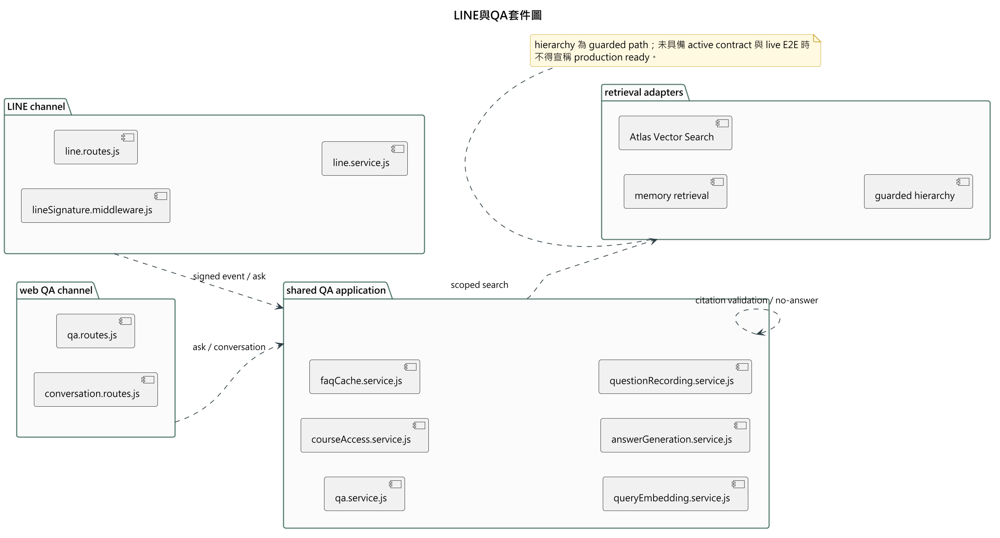 LINE與QA套件圖
hierarchy 為 guarded path；未具備 active contract 與 live E2E 時
不得宣稱 production ready。
retrieval adapters
Atlas Vector Search
memory retrieval
guarded hierarchy
LINE channel
line.routes.js
line.service.js
lineSignature.middleware.js
signed event / ask
scoped search
web QA channel
qa.routes.js
conversation.routes.js
ask / conversation
shared QA application
citation validation / no-answer
faqCache.service.js
questionRecording.service.js
courseAccess.service.js
answerGeneration.service.js
qa.service.js
queryEmbedding.service.js